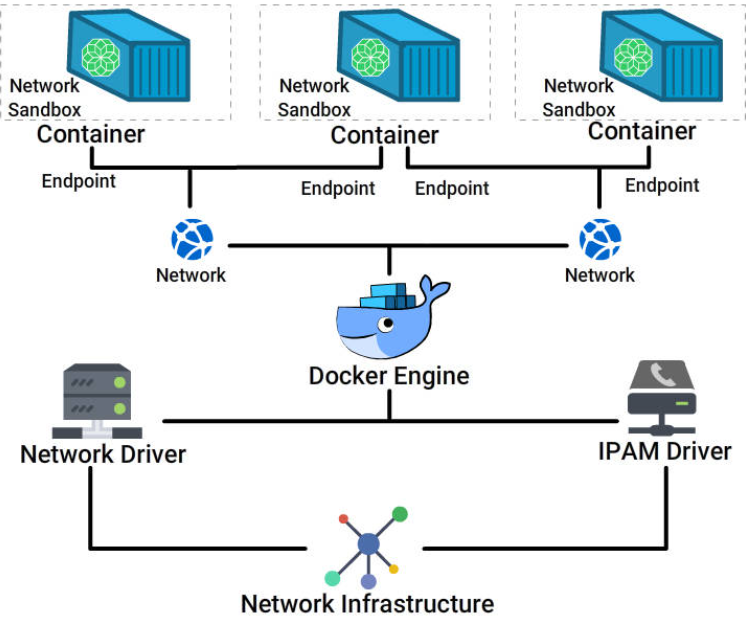 Network
Sandbox
Container
Network
Sandbox
Container
Network
Sandbox
Container
Endpoint
Endpoint
Endpoint
Endpoint
Network
Network
Docker Engine
Network Driver
IPAM Driver
Network Infrastructure